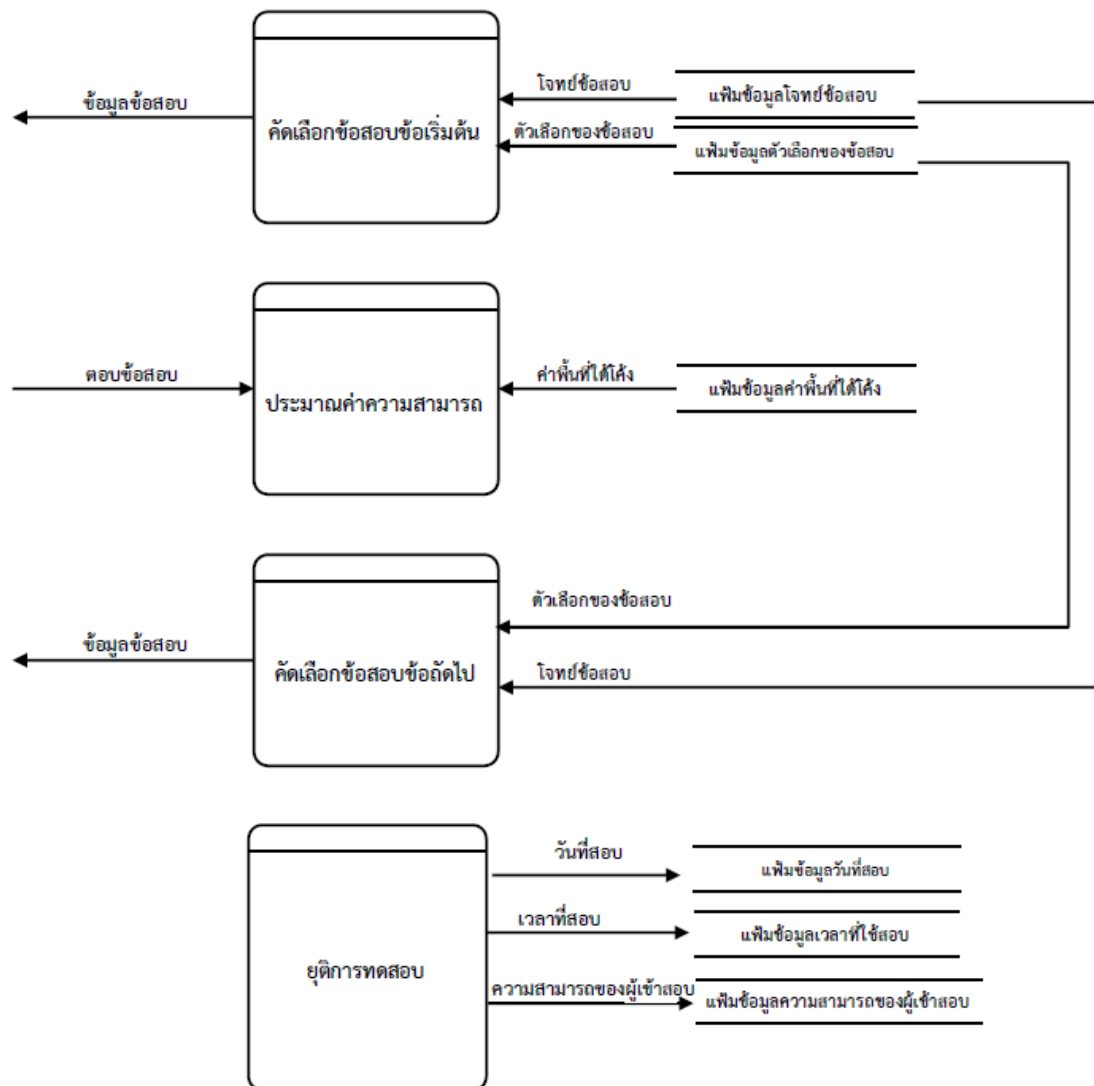 โจทย์ข้อสอบ
แฟ้มข้อมูลโจทย์ข้อสอบ
ข้อมูลข้อสอบ
คัดเลือกข้อสอบข้อเริ่มต้น
ตัวเลือกของข้อสอบ
แฟ้มข้อมูลตัวเลือกของข้อสอบ
ตอบข้อสอบ
ประมาณค่าความสามารถ
ค่าพื้นที่ใต้โค้ง
แฟ้มข้อมูลค่าพื้นที่ใต้โค้ง
ตัวเลือกของข้อสอบ
ข้อมูลข้อสอบ
คัดเลือกข้อสอบข้อถัดไป
โจทย์ข้อสอบ
วันที่สอบ
แฟ้มข้อมูลวันที่สอบ
เวลาที่สอบ
แฟ้มข้อมูลเวลาที่ใช้สอบ
ยุติการทดสอบ
ความสามารถของผู้เข้าสอบ
แฟ้มข้อมูลความสามารถของผู้เข้าสอบ